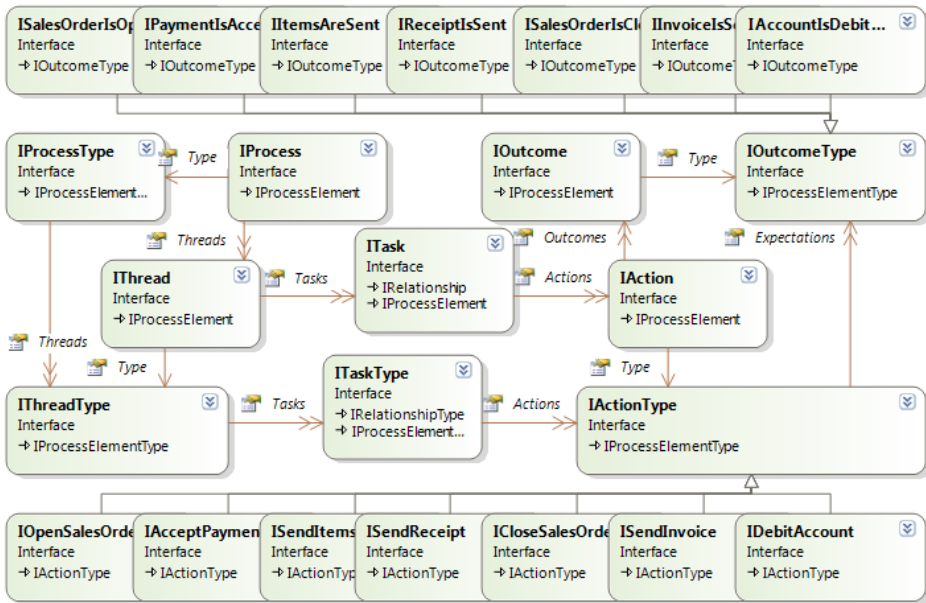 ISalesOrderIsOp
Interface
IOutcomeType
IPaymentIsAcce
Interface
IOutcomeType
IItemsAreSent
Interface
IOutcomeType
IReceiptIsSent
Interface
IOutcomeType
ISalesOrderIsCl
Interface
IOutcomeType
IInvoiceIsS
Interface
IOutcomeType
IAccountIsDebit...
Interface
IOutcomeType
IProcessType
Interface
IProcessElement...
Type
IProcess
Interface
IProcessElement
IOutcome
Interface
IProcessElement
Type
IOutcomeType
Interface
IProcessElementType
Threads
Outcomes
Expectations
IThread
Interface
IProcessElement
Tasks
ITask
Interface
IRelationship
IProcessElement
Actions
IAction
Interface
IProcessElement
Threads
Type
Type
IThreadType
Interface
IProcessElementType
Tasks
ITaskType
Interface
IRelationshipType
IProcessElement...
Actions
IActionType
Interface
IProcessElementType
IOpenSalesOrde
Interface
IActionType
IAcceptPaymen
Interface
IActionType
ISendItems
Interface
IActionTyp
ISendReceipt
Interface
IActionType
ICloseSalesOrde
Interface
IActionType
ISendInvoice
Interface
IActionType
IDebitAccount
Interface
IActionType